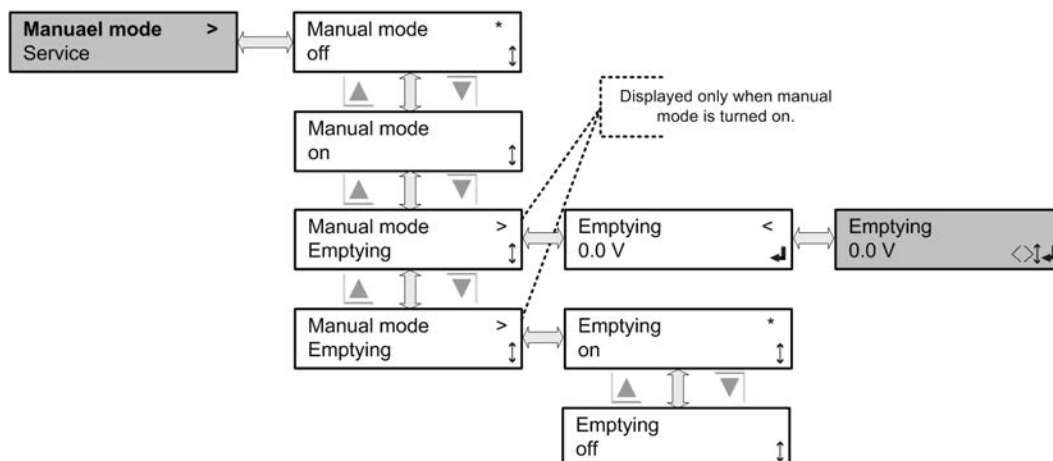 Manuael mode >
Service
Manual mode *
off
Displayed only when manual
mode is turned on.
Manual mode
on
Manual mode >
Emptying
Emptying <
0.0 V
Emptying
0.0 V
Manual mode >
Emptying
Emptying *
on
Emptying
off